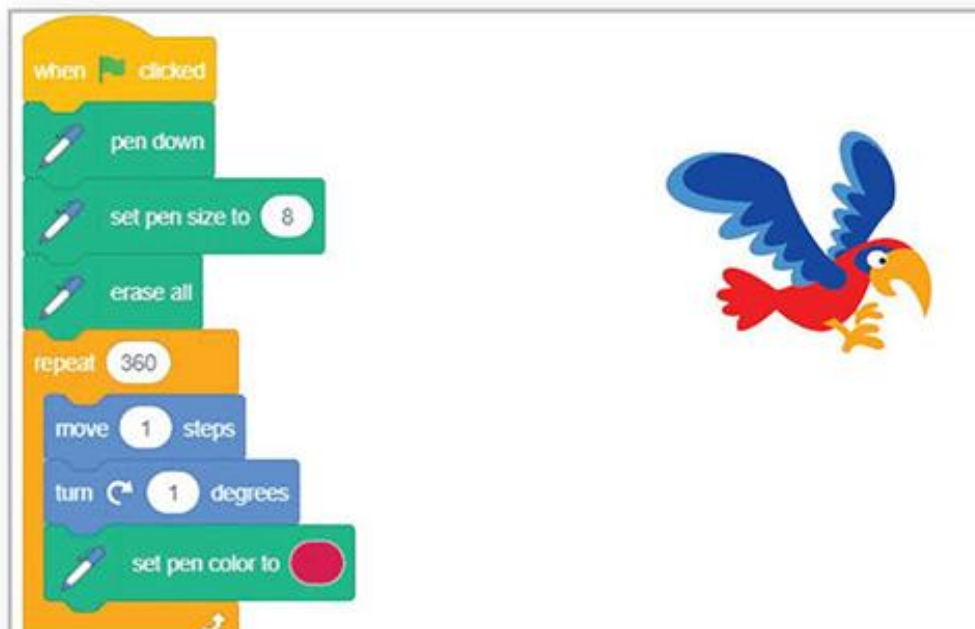 when clicked
pen down
set pen size to 8
erase all
repeat 360
move 1 steps
turn 1 degrees
set pen color to